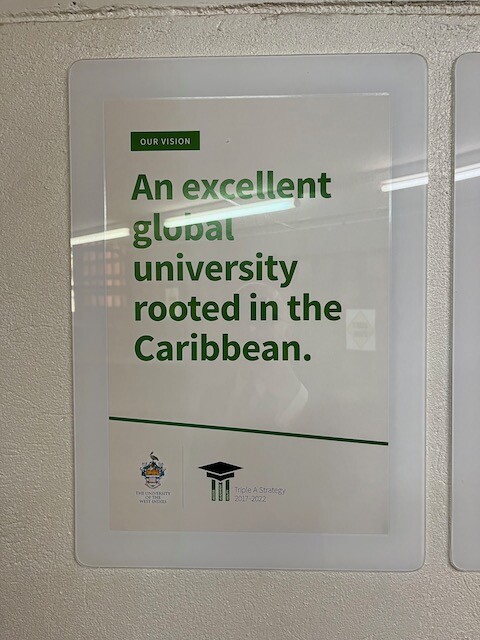 OUR VISION
An excellent
global
university
rooted in the
Caribbean.
THE UNIVERSITY
OF THE
WEST INDIES
Triple A Strategy
2017-2022